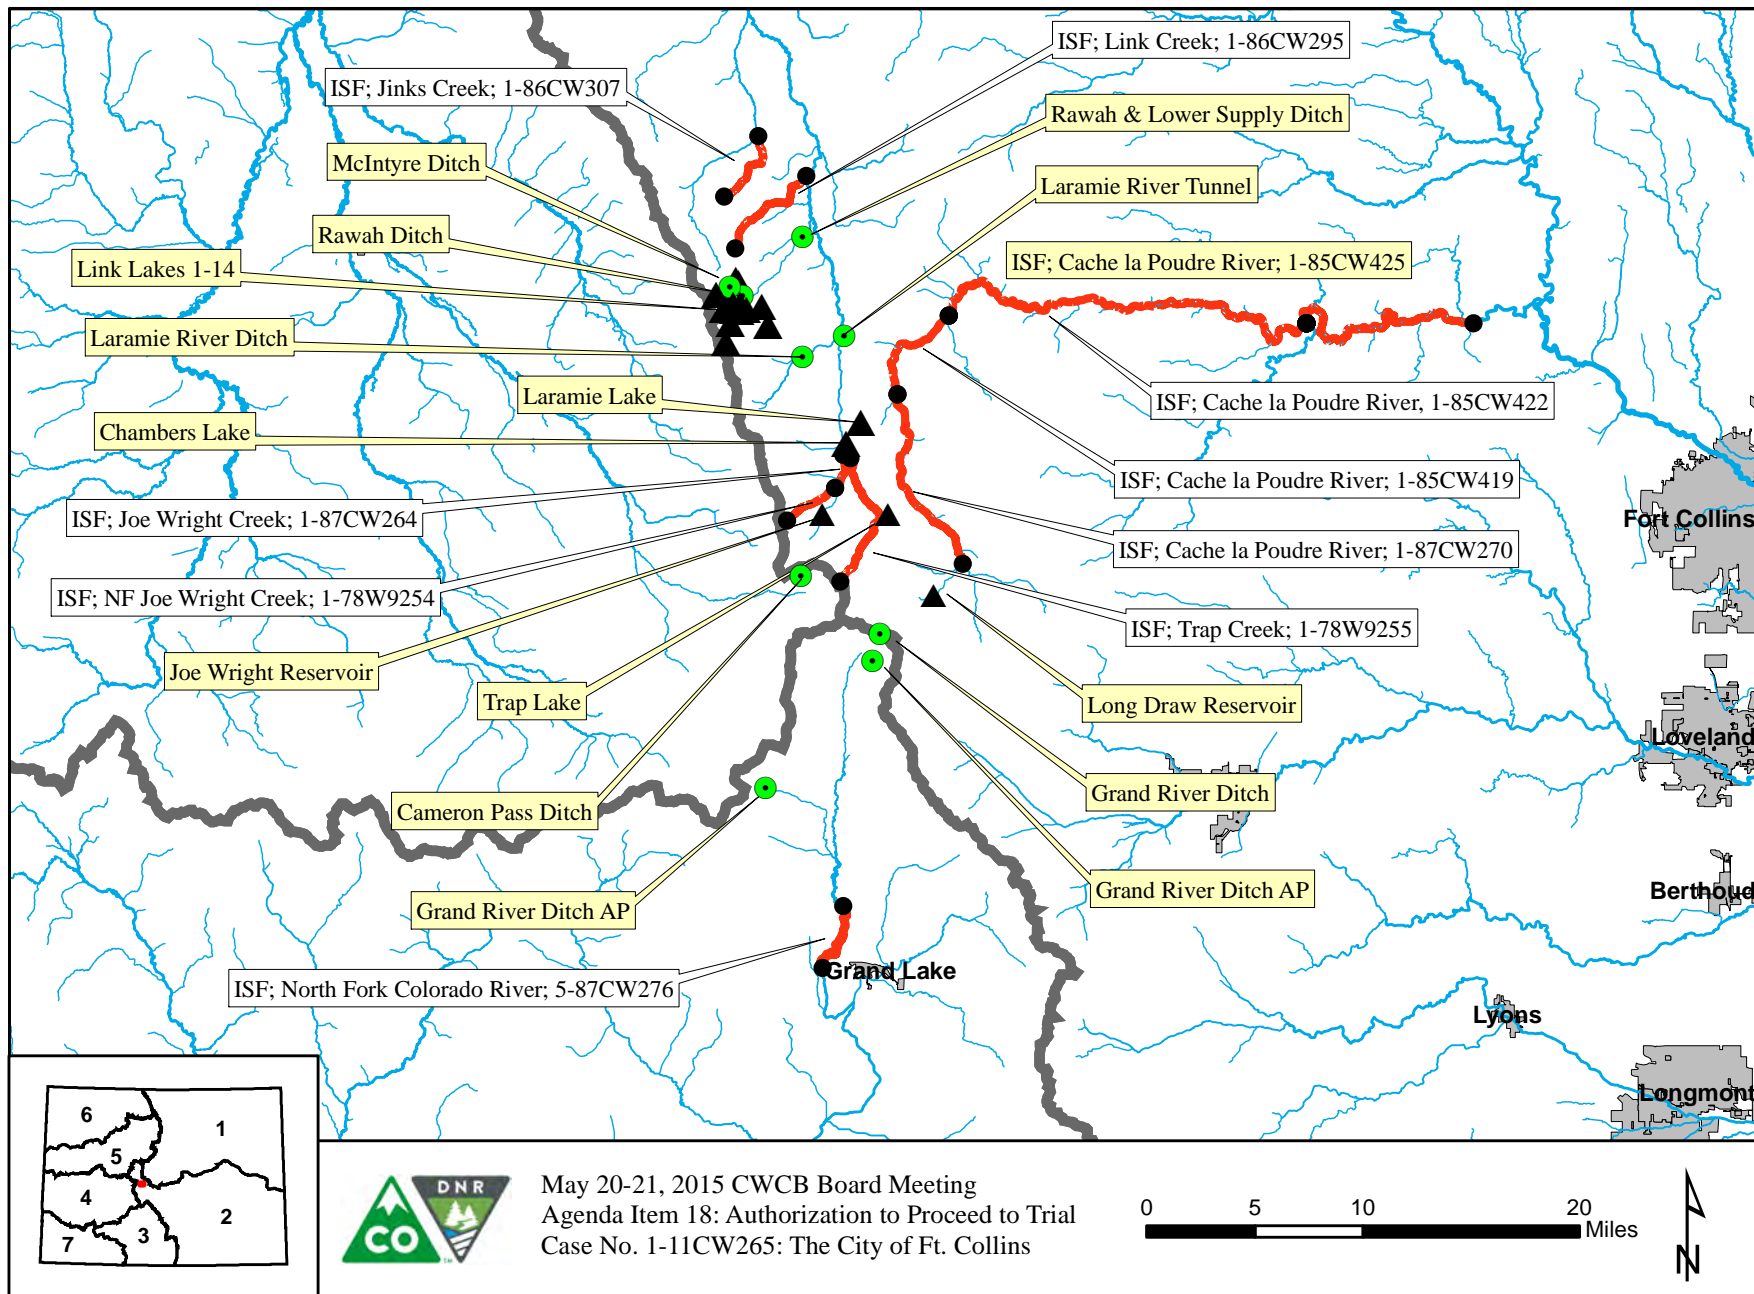 ISF; Link Creek; 1-86CW295
ISF; Jinks Creek; 1-86CW307
Rawah & Lower Supply Ditch
McIntyre Ditch
Laramie River Tunnel
Rawah Ditch
ISF; Cache la Poudre River; 1-85CW425
Link Lakes 1-14
Laramie River Ditch
Laramie Lake
ISF; Cache la Poudre River, 1-85CW422
Chambers Lake
ISF; Cache la Poudre River; 1-85CW419
ISF; Joe Wright Creek; 1-87CW264
Fort Collins
ISF; Cache la Poudre River; 1-87CW270
ISF; NF Joe Wright Creek; 1-78W9254
ISF; Trap Creek; 1-78W9255
Joe Wright Reservoir
Trap Lake
Long Draw Reservoir
Loveland
Grand River Ditch
Cameron Pass Ditch
Grand River Ditch AP
Berthoud
Grand River Ditch AP
Grand Lake
ISF; North Fork Colorado River; 5-87CW276
Lyons
Longmont
6
1
5
4
2
3
7
CO
DNR
May 20-21, 2015 CWCB Board Meeting
Agenda Item 18: Authorization to Proceed to Trial
Case No. 1-11CW265: The City of Ft. Collins
0 5 10 20
Miles
N